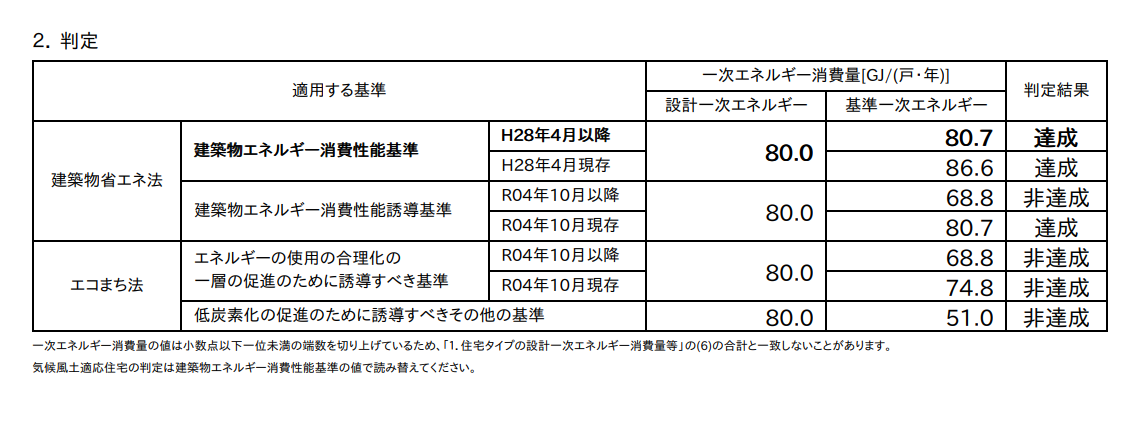 2. 判定
適用する基準 一次エネルギー消費量[GJ/(戸・年)] 判定結果
設計一次エネルギー 基準一次エネルギー
建築物省エネ法 建築物エネルギー消費性能基準 H28年4月以降 80.0 80.7 達成
H28年4月現存 86.6 達成
建築物エネルギー消費性能誘導基準 R04年10月以降 80.0 68.8 非達成
R04年10月現存 80.7 達成
エコまち法 エネルギーの使用の合理化の R04年10月以降 80.0 68.8 非達成
一層の促進のために誘導すべき基準 R04年10月現存 74.8 非達成
低炭素化の促進のために誘導すべきその他の基準 80.0 51.0 非達成
一次エネルギー消費量の値は小数点以下一位未満の端数を切り上げているため、「1. 住宅タイプの設計一次エネルギー消費量等」の(6)の合計と一致しないことがあります。
気候風土適応住宅の判定は建築物エネルギー消費性能基準の値で読み替えてください。